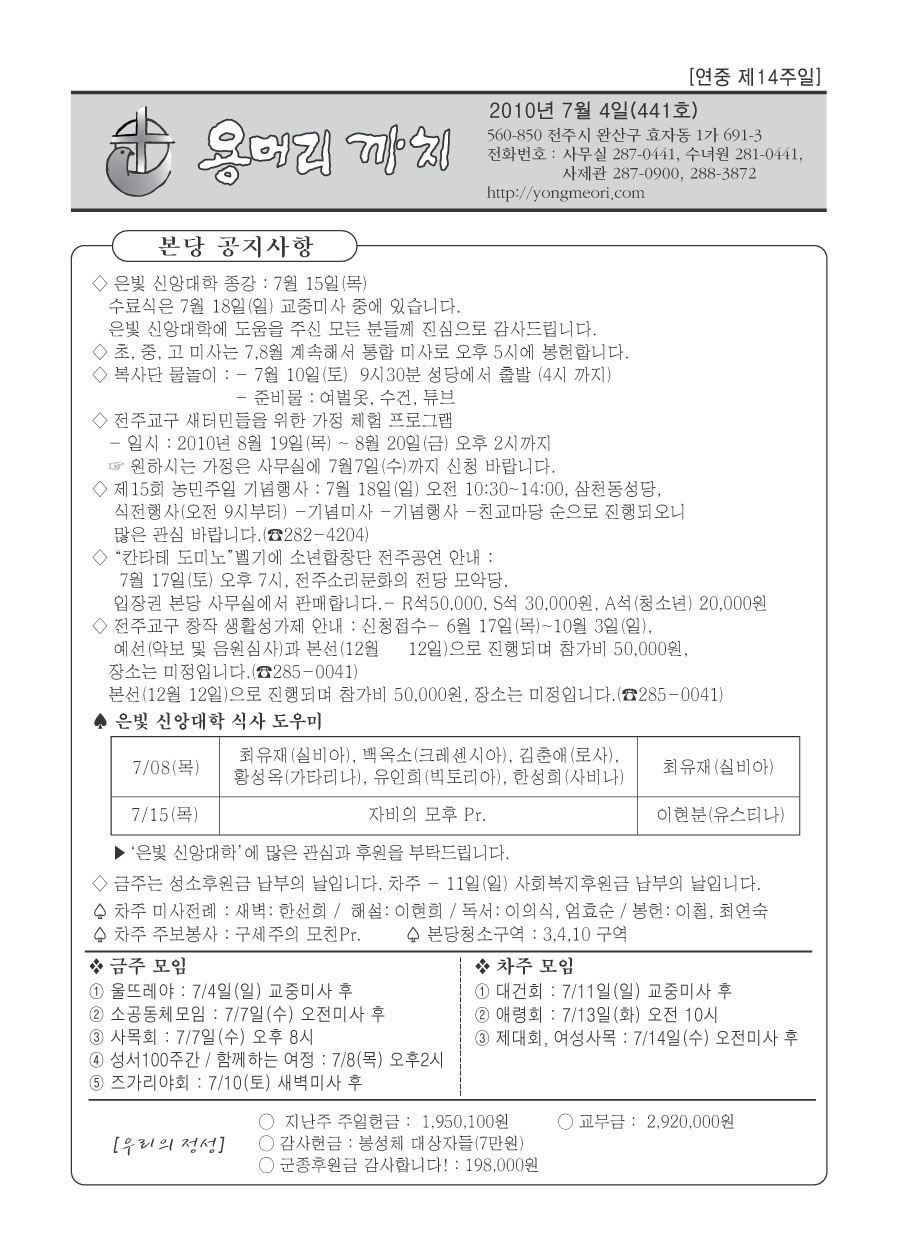 [연중 제14주일]
용머리 까치
2010년 7월 4일(441호)
560-850 전주시 완산구 효자동 1가 691-3
전화번호 : 사무실 287-0441, 수녀원 281-0441,
사제관 287-0900, 288-3872
http://yongmeori.com
본당 공지사항
◇ 은빛 신앙대학 종강 : 7월 15일(목)
수료식은 7월 18일(일) 교중미사 중에 있습니다.
은빛 신앙대학에 도움을 주신 모든 분들께 진심으로 감사드립니다.
◇ 초, 중, 고 미사는 7,8월 계속해서 통합 미사로 오후 5시에 봉헌합니다.
◇ 복사단 물놀이 : - 7월 10일(토) 9시30분 성당에서 출발 (4시 까지)
- 준비물 : 여벌옷, 수건, 튜브
◇ 전주교구 새터민들을 위한 가정 체험 프로그램
- 일시 : 2010년 8월 19일(목) ~ 8월 20일(금) 오후 2시까지
☞ 원하시는 가정은 사무실에 7월7일(수)까지 신청 바랍니다.
◇ 제15회 농민주일 기념행사 : 7월 18일(일) 오전 10:30~14:00, 삼천동성당,
식전행사(오전 9시부터) -기념미사 -기념행사 -친교마당 순으로 진행되오니
많은 관심 바랍니다.(☎282-4204)
◇ “칸타테 도미노”벨기에 소년합창단 전주공연 안내 :
7월 17일(토) 오후 7시, 전주소리문화의 전당 모악당,
입장권 본당 사무실에서 판매합니다.- R석50,000, S석 30,000원, A석(청소년) 20,000원
◇ 전주교구 창작 생활성가제 안내 : 신청접수- 6월 17일(목)~10월 3일(일),
예선(악보 및 음원심사)과 본선(12월 12일)으로 진행되며 참가비 50,000원,
장소는 미정입니다.(☎285-0041)
본선(12월 12일)으로 진행되며 참가비 50,000원, 장소는 미정입니다.(☎285-0041)
♠ 은빛 신앙대학 식사 도우미
7/08(목) 최유재(실비아), 백옥소(크레센시아), 김춘애(로사), 최유재(실비아)
황성옥(가타리나), 유인희(빅토리아), 한성희(사비나)
7/15(목) 자비의 모후 Pr. 이현분(유스티나)
▶ ‘은빛 신앙대학’에 많은 관심과 후원을 부탁드립니다.
◇ 금주는 성소후원금 납부의 날입니다. 차주 - 11일(일) 사회복지후원금 납부의 날입니다.
♤ 차주 미사전례 : 새벽: 한선희 / 해설: 이현희 / 독서: 이의식, 엄효순 / 봉헌: 이철, 최연숙
♤ 차주 주보봉사 : 구세주의 모친Pr. ♤ 본당청소구역 : 3,4,10 구역
❖ 금주 모임
① 울뜨레야 : 7/4일(일) 교중미사 후
② 소공동체모임 : 7/7일(수) 오전미사 후
③ 사목회 : 7/7일(수) 오후 8시
④ 성서100주간 / 함께하는 여정 : 7/8(목) 오후2시
⑤ 즈가리야회 : 7/10(토) 새벽미사 후
❖ 차주 모임
① 대건회 : 7/11일(일) 교중미사 후
② 애령회 : 7/13일(화) 오전 10시
③ 제대회, 여성사목 : 7/14일(수) 오전미사 후
[우리의 정성]
○ 지난주 주일헌금 : 1,950,100원 ○ 교무금 : 2,920,000원
○ 감사헌금 : 봉성체 대상자들(7만원)
○ 군종후원금 감사합니다! : 198,000원